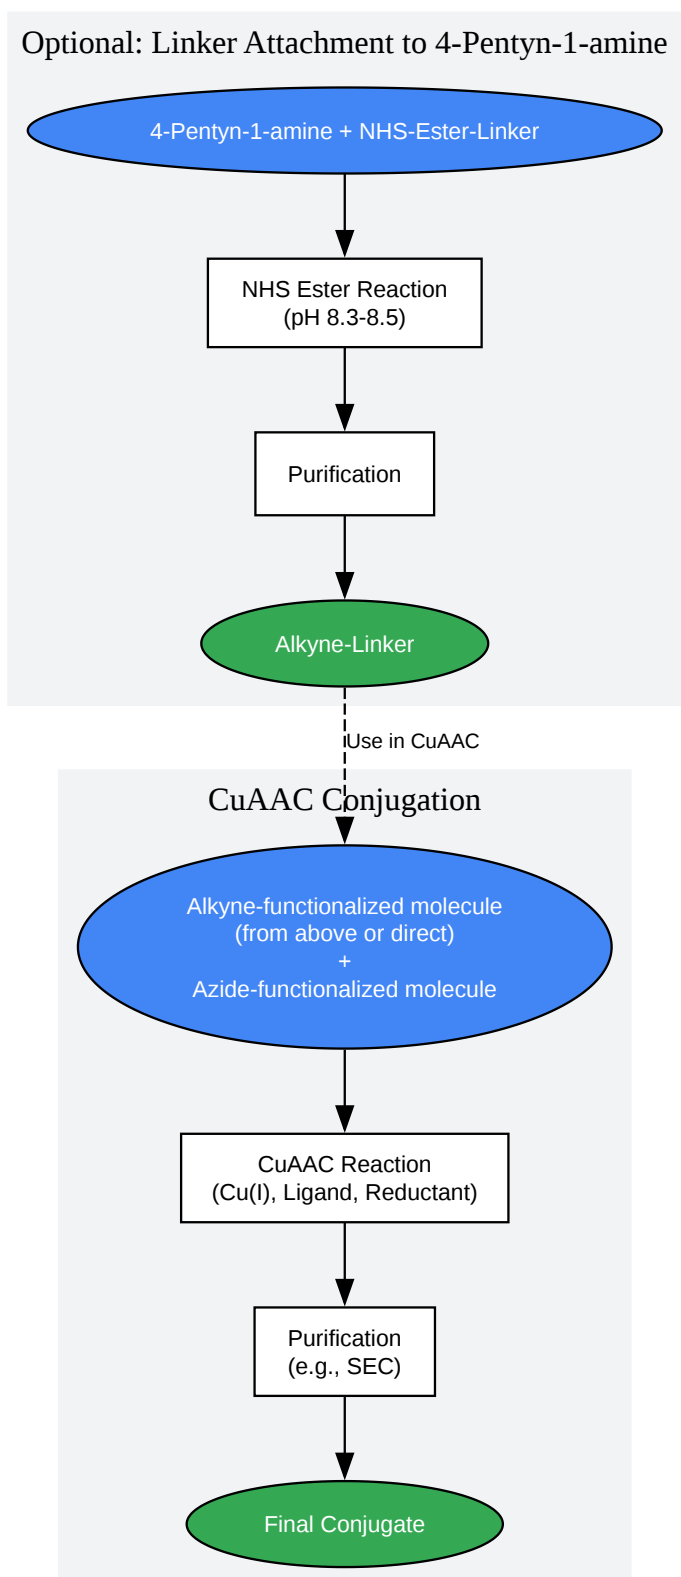 Optional: Linker Attachment to 4-Pentyn-1-amine
4-Pentyn-1-amine + NHS-Ester-Linker
NHS Ester Reaction
(pH 8.3-8.5)
Purification
Alkyne-Linker
Use in CuAAC
CuAAC Conjugation
Alkyne-functionalized molecule
(from above or direct)
+
Azide-functionalized molecule
CuAAC Reaction
(Cu(I), Ligand, Reductant)
Purification
(e.g., SEC)
Final Conjugate